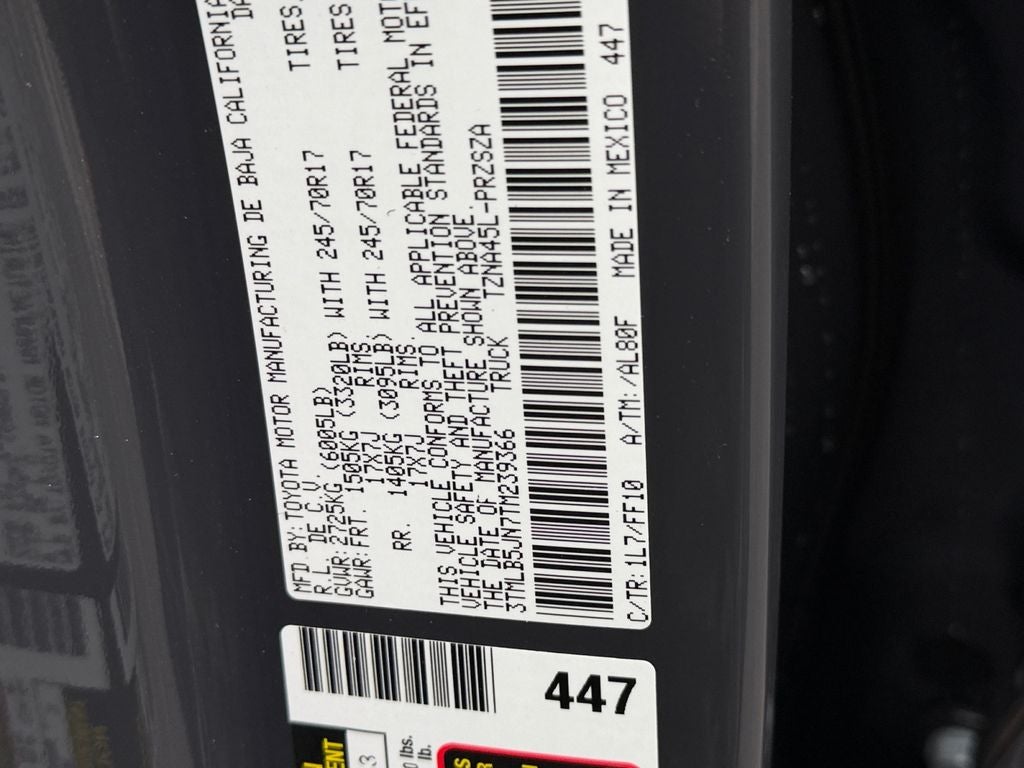 MFD BY: TOYOTA MOTOR MANUFACTURING DE BAJA CALIFORNIA
R.L. DE C.V.
GVWR: 2725KG (6005LB)
GAWR: FRT. 1505KG (3320LB) WITH 245/70R17 TIRES,
17X7J RIMS,
RR. 1405KG (3095LB) WITH 245/70R17 TIRES
17X7J RIMS.
THIS VEHICLE CONFORMS TO ALL APPLICABLE FEDERAL
VEHICLE SAFETY AND THEFT PREVENTION STANDARDS IN
THE DATE OF MANUFACTURE SHOWN ABOVE.
3TMLB5JN7TM239366 TRUCK TZNA45L-PRZSZA
C/TR: 1L7/FF10 A/TM: /AL80F MADE IN MEXICO 447
447
3
lbs.
lb.